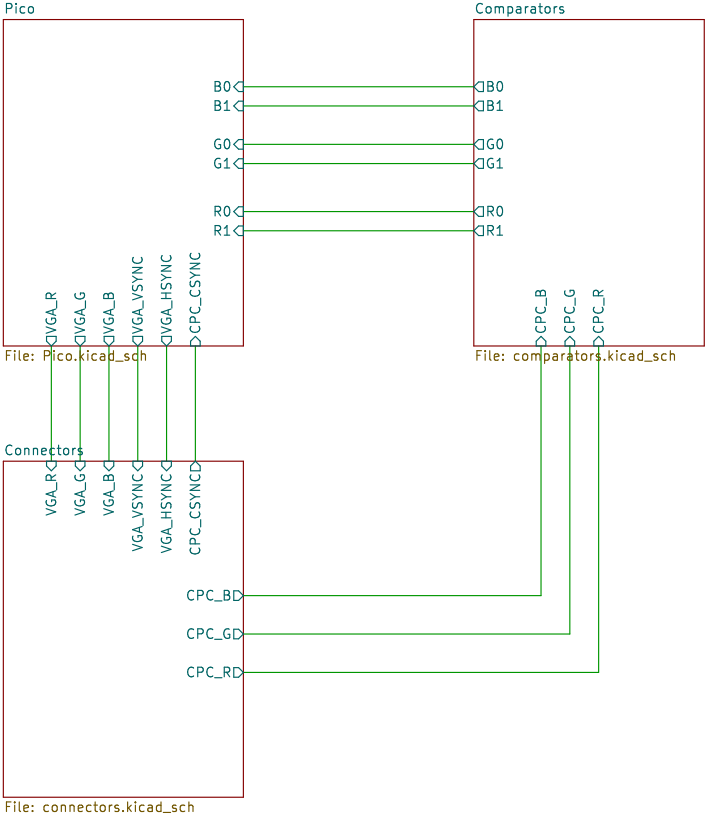 Pico
B0
B1
G0
G1
R0
R1
VGA_R
VGA_G
VGA_B
VGA_VSYNC
VGA_HSYNC
CPC_CSYNC
File: Pico.kicad_sch
Comparators
B0
B1
G0
G1
R0
R1
CPC_B
CPC_G
CPC_R
File: comparators.kicad_sch
Connectors
VGA_R
VGA_G
VGA_B
VGA_VSYNC
VGA_HSYNC
CPC_CSYNC
CPC_B
CPC_G
CPC_R
File: connectors.kicad_sch